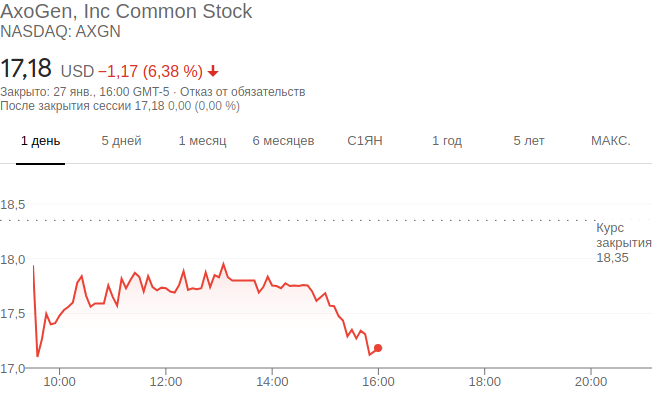 AxoGen, Inc Common Stock
NASDAQ: AXGN
17,18 USD −1,17 (6,38 %)
Закрыто: 27 янв., 16:00 GMT-5 · Отказ от обязательств
После закрытия сессии 17,18 0,00 (0,00 %)
1 день 5 дней 1 месяц 6 месяцев С1ЯН 1 год 5 лет МАКС.
18,5
Курс
закрытия
18,35
18,0
17,5
17,0
10:00 12:00 14:00 16:00 18:00 20:00